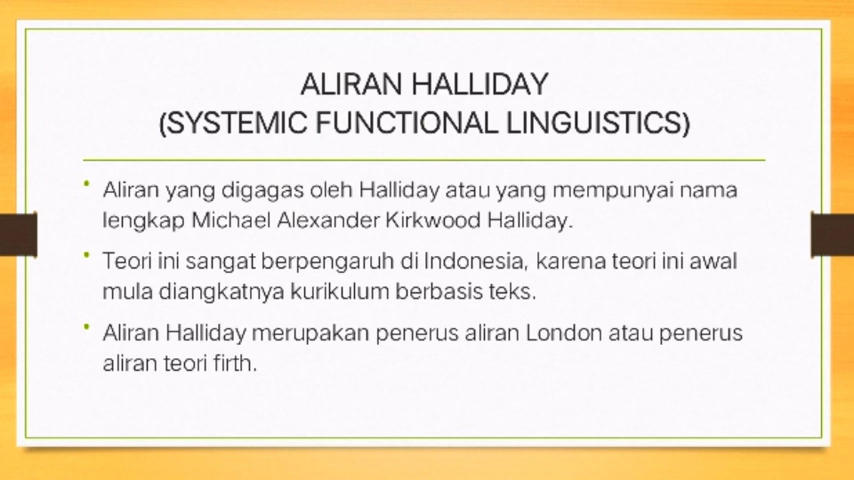 ALIRAN HALLIDAY
(SYSTEMIC FUNCTIONAL LINGUISTICS)
• Aliran yang digagas oleh Halliday atau yang mempunyai nama
lengkap Michael Alexander Kirkwood Halliday.
• Teori ini sangat berpengaruh di Indonesia, karena teori ini awal
mula diangkatnya kurikulum berbasis teks.
• Aliran Halliday merupakan penerus aliran London atau penerus
aliran teori firth.